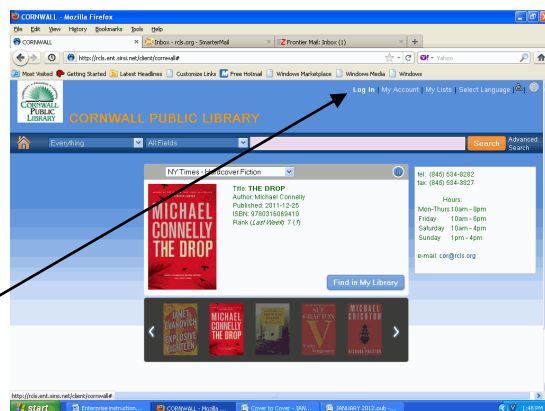 CORNWALL - Mozilla Firefox
File Edit View History Bookmarks Tools Help
CORNWALL × Inbox - rcls.org - SmarterMail × Frontier Mail: Inbox (1) × +
http://rcls.ent.sirsi.net/client/cornwall# Yahoo
Most Visited Getting Started Latest Headlines Customize Links Free Hotmail Windows Marketplace Windows Media Windows
Log In | My Account | My Lists | Select Language
CORNWALL
PUBLIC
LIBRARY
CORNWALL PUBLIC LIBRARY
Everything All Fields Search Advanced Search
NY Times - Hardcover Fiction
MICHAEL
CONNELLY
THE DROP
Title: THE DROP
Author: Michael Connelly
Published: 2011-12-25
ISBN: 9780316069410
Rank (Last Week): 7 (7)
Find in My Library
tel: (845) 534-8282
fax: (845) 534-3827
Hours:
Mon-Thurs 10am - 8pm
Friday 10am - 6pm
Saturday 10am - 4pm
Sunday 1pm - 4pm
e-mail: cor@rcls.org
JANET
EVANOVICH
EXPLOSIVE
EIGHTEEN
MICHAEL
CONNELLY
THE DROP
SUE
GRAFTON
V
MICHAEL
CRICHTON
http://rcls.ent.sirsi.net/client/cornwall#
start Enterprise instruction... CORNWALL - Mozilla ... Cover to Cover - JAN... JANUARY 2012.pub -... 1:48 PM